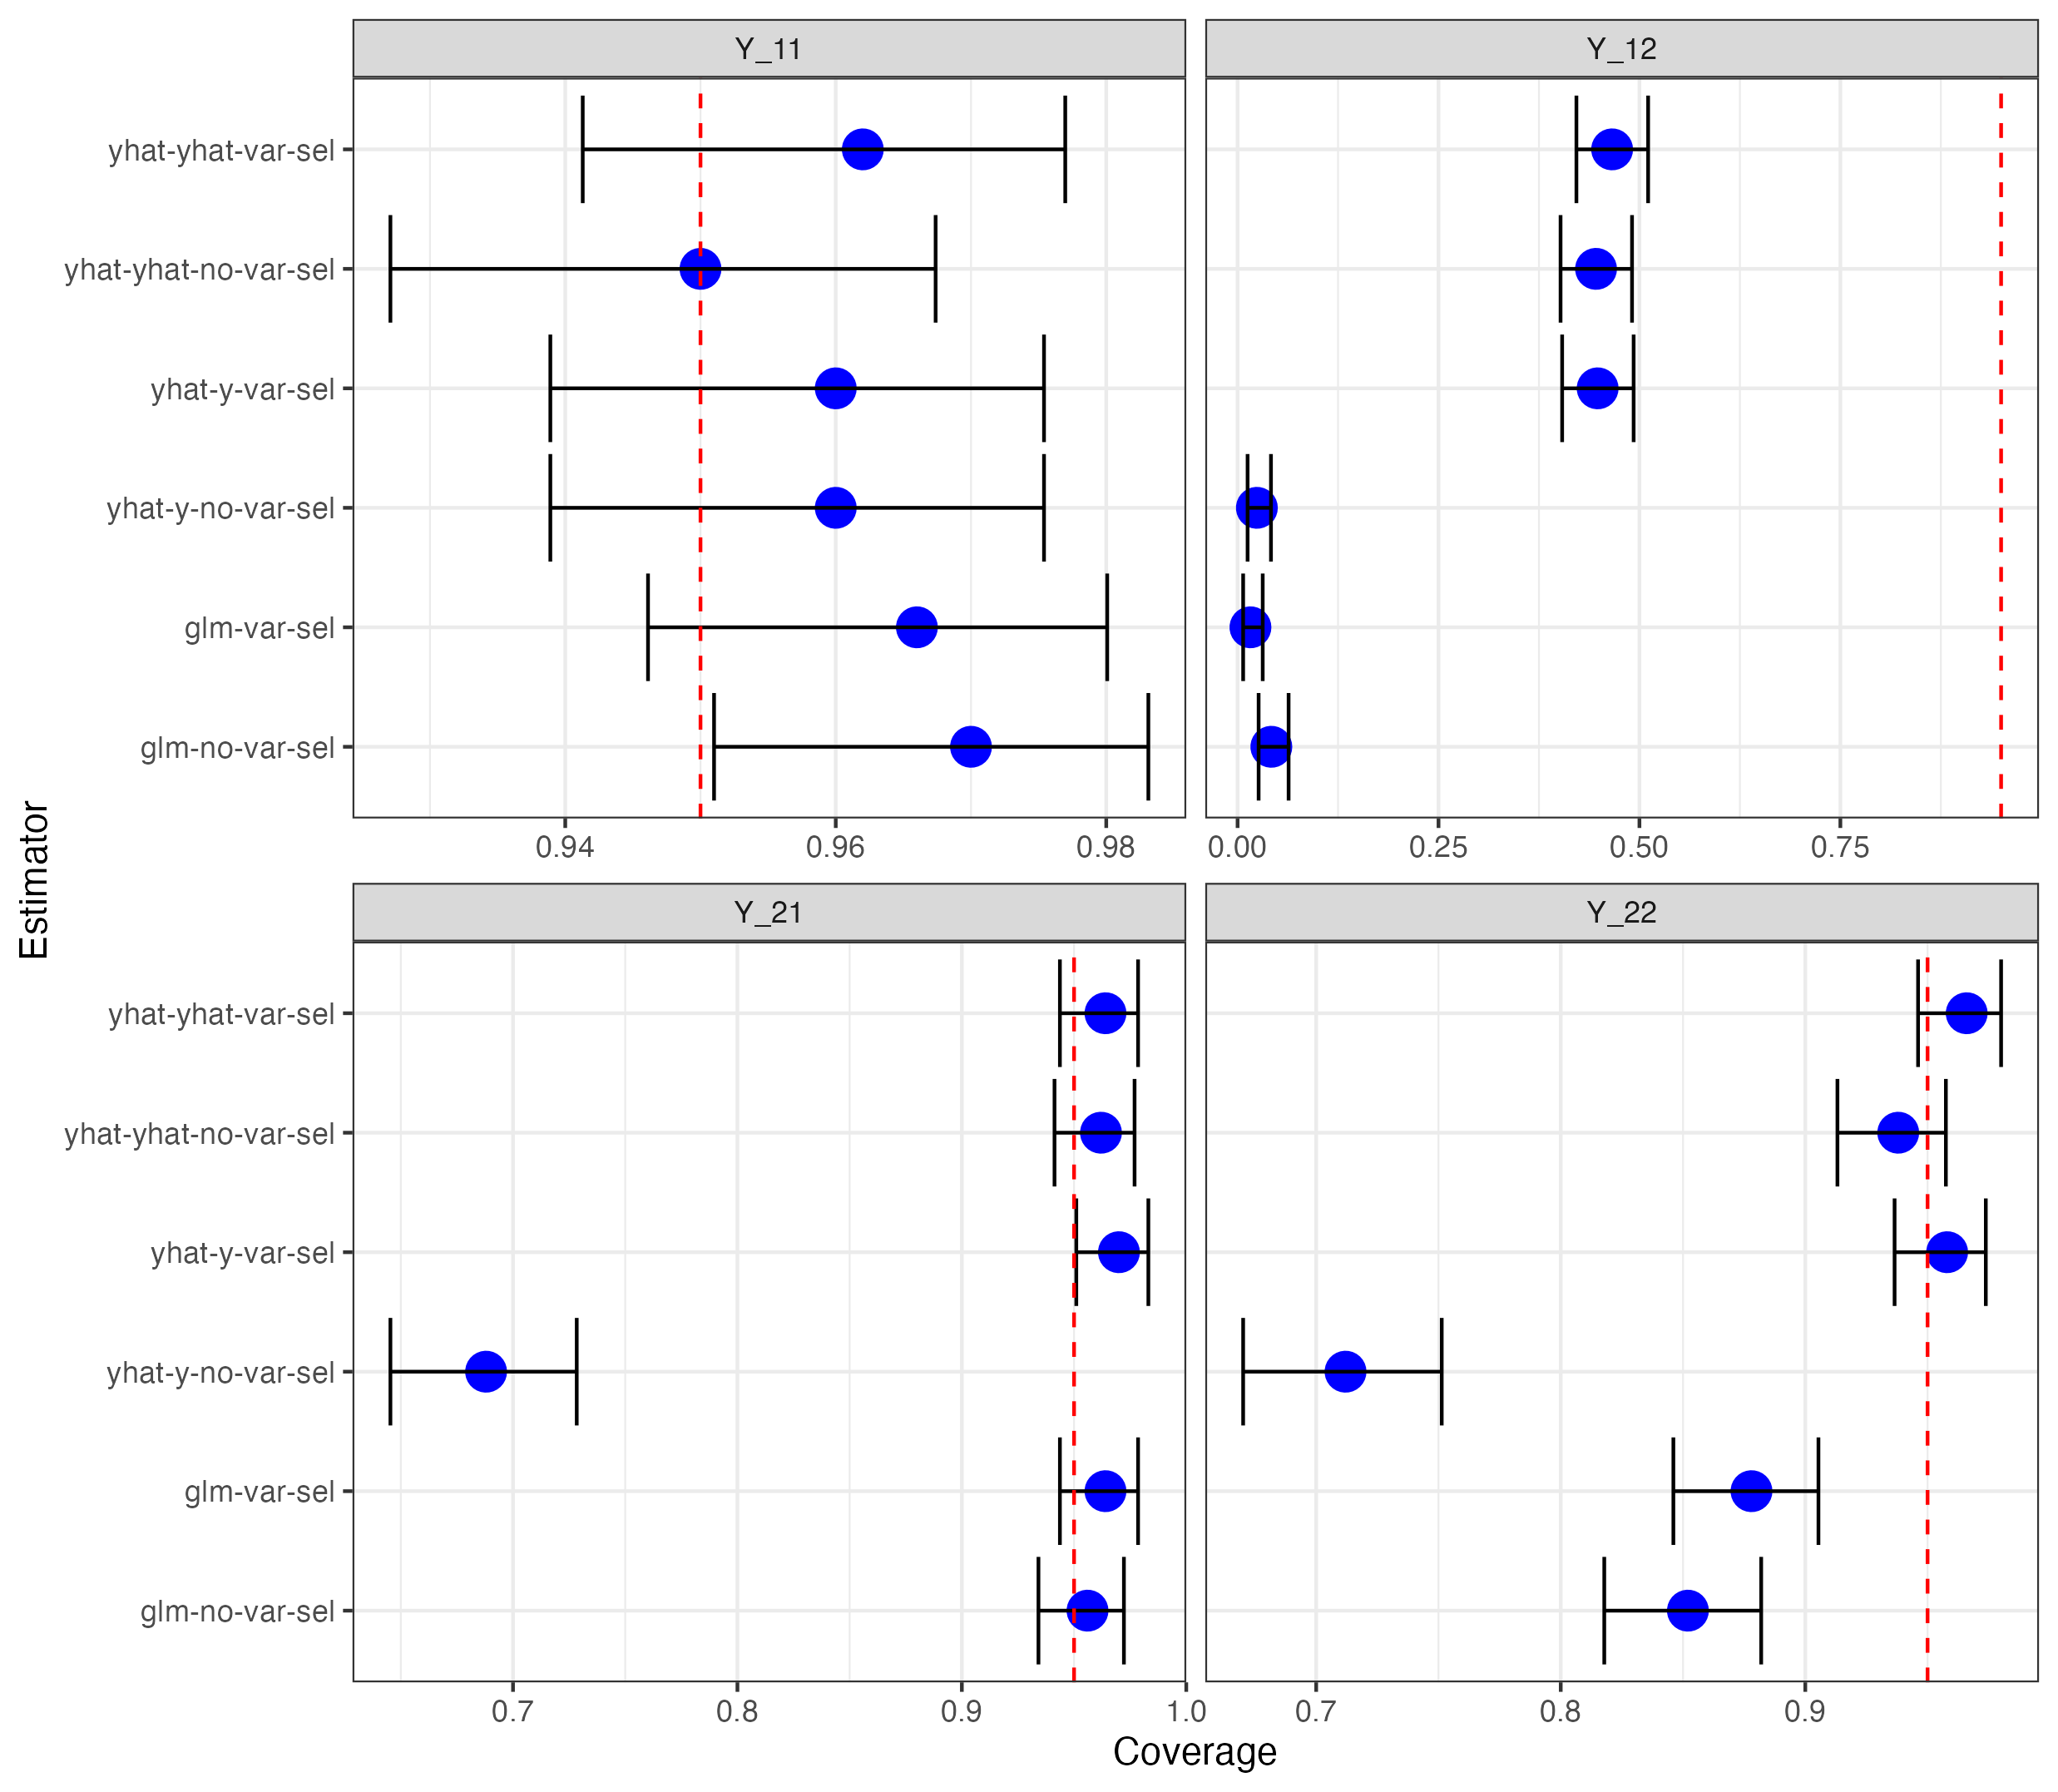 Y_11
Y_12
yhat-yhat-var-sel
yhat-yhat-no-var-sel
yhat-y-var-sel
yhat-y-no-var-sel
glm-var-sel
glm-no-var-sel
0.94 0.96 0.98
0.00 0.25 0.50 0.75
Estimator
Y_21
Y_22
yhat-yhat-var-sel
yhat-yhat-no-var-sel
yhat-y-var-sel
yhat-y-no-var-sel
glm-var-sel
glm-no-var-sel
0.7 0.8 0.9 1.0
0.7 0.8 0.9
Coverage